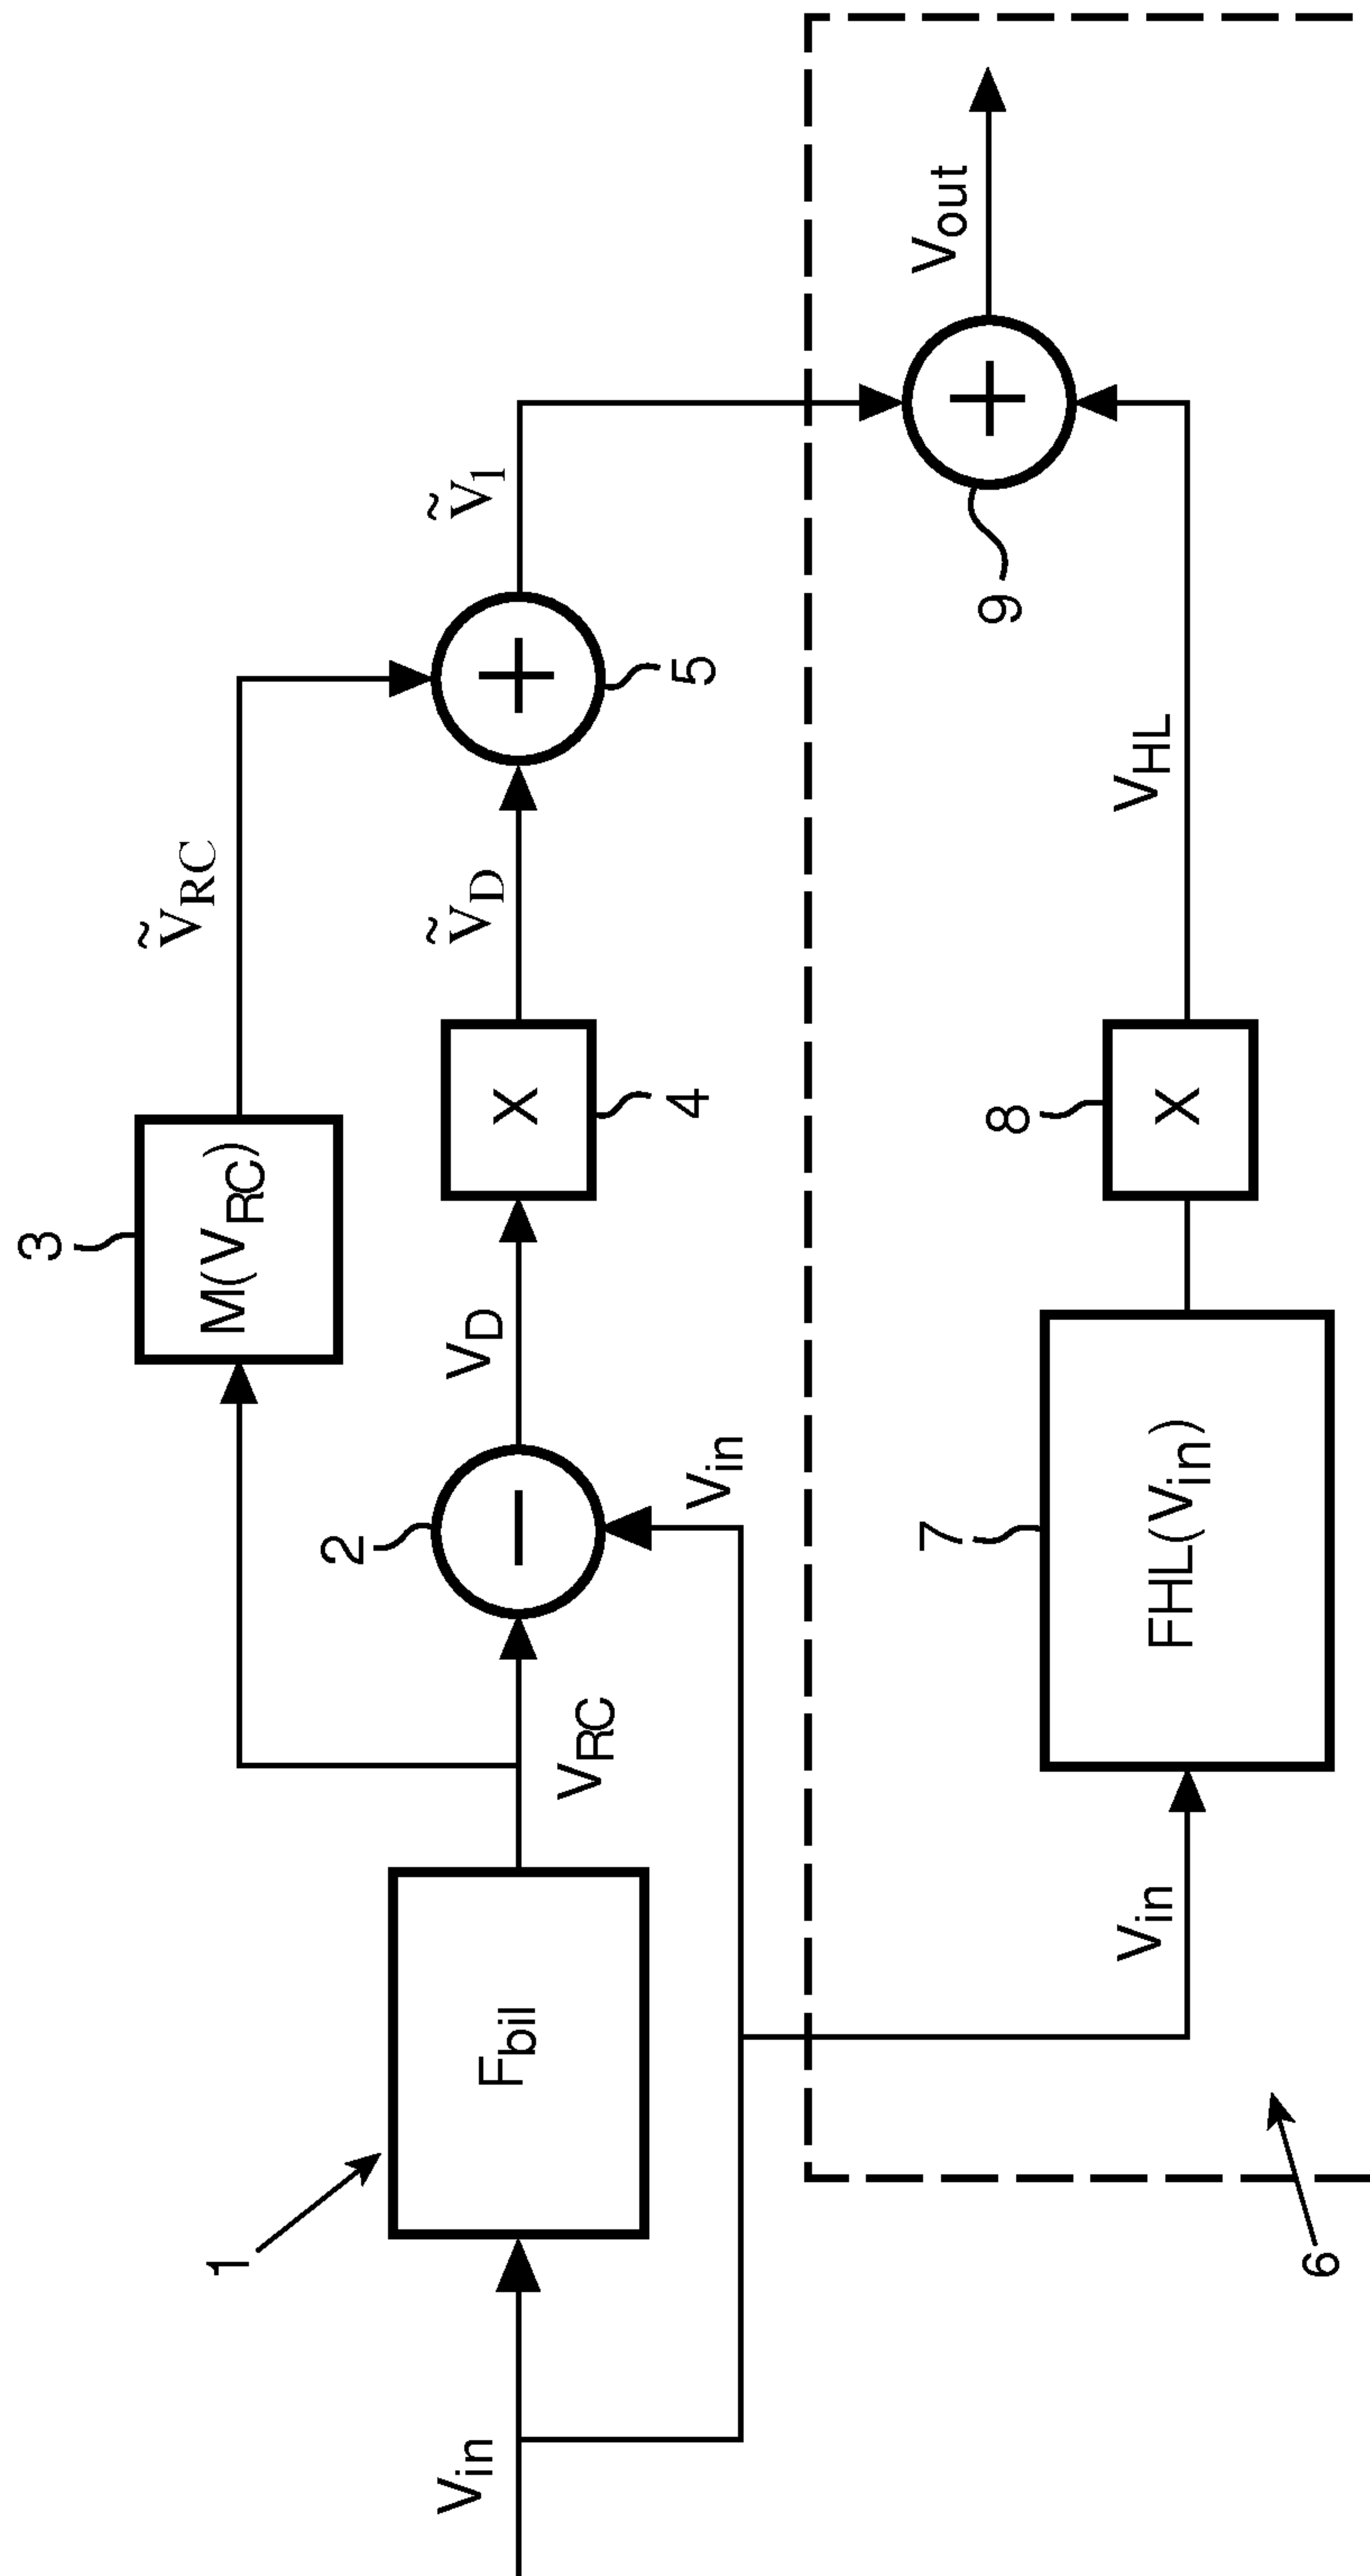 3
M(V_RC)
Ṽ_RC
1
V_in
F_bil
V_RC
2
−
V_D
X
4
Ṽ_D
+
5
Ṽ_1
V_in
6
V_in
7
FHL(V_in)
8
X
V_HL
9
+
V_out